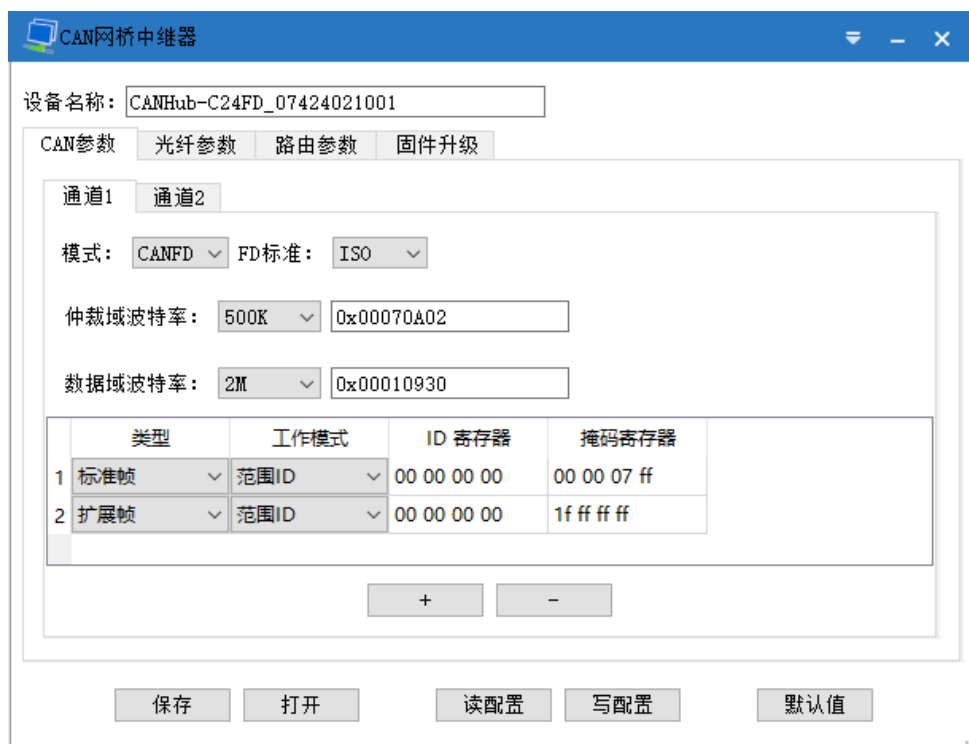 CAN网桥中继器
设备名称: CANHub-C24FD_07424021001
CAN参数 光纤参数 路由参数 固件升级
通道1 通道2
模式: CANFD FD标准: ISO
仲裁域波特率: 500K 0x00070A02
数据域波特率: 2M 0x00010930
类型 工作模式 ID 寄存器 掩码寄存器
1 标准帧 范围ID 00 00 00 00 00 00 07 ff
2 扩展帧 范围ID 00 00 00 00 1f ff ff ff
+ -
保存 打开 读配置 写配置 默认值